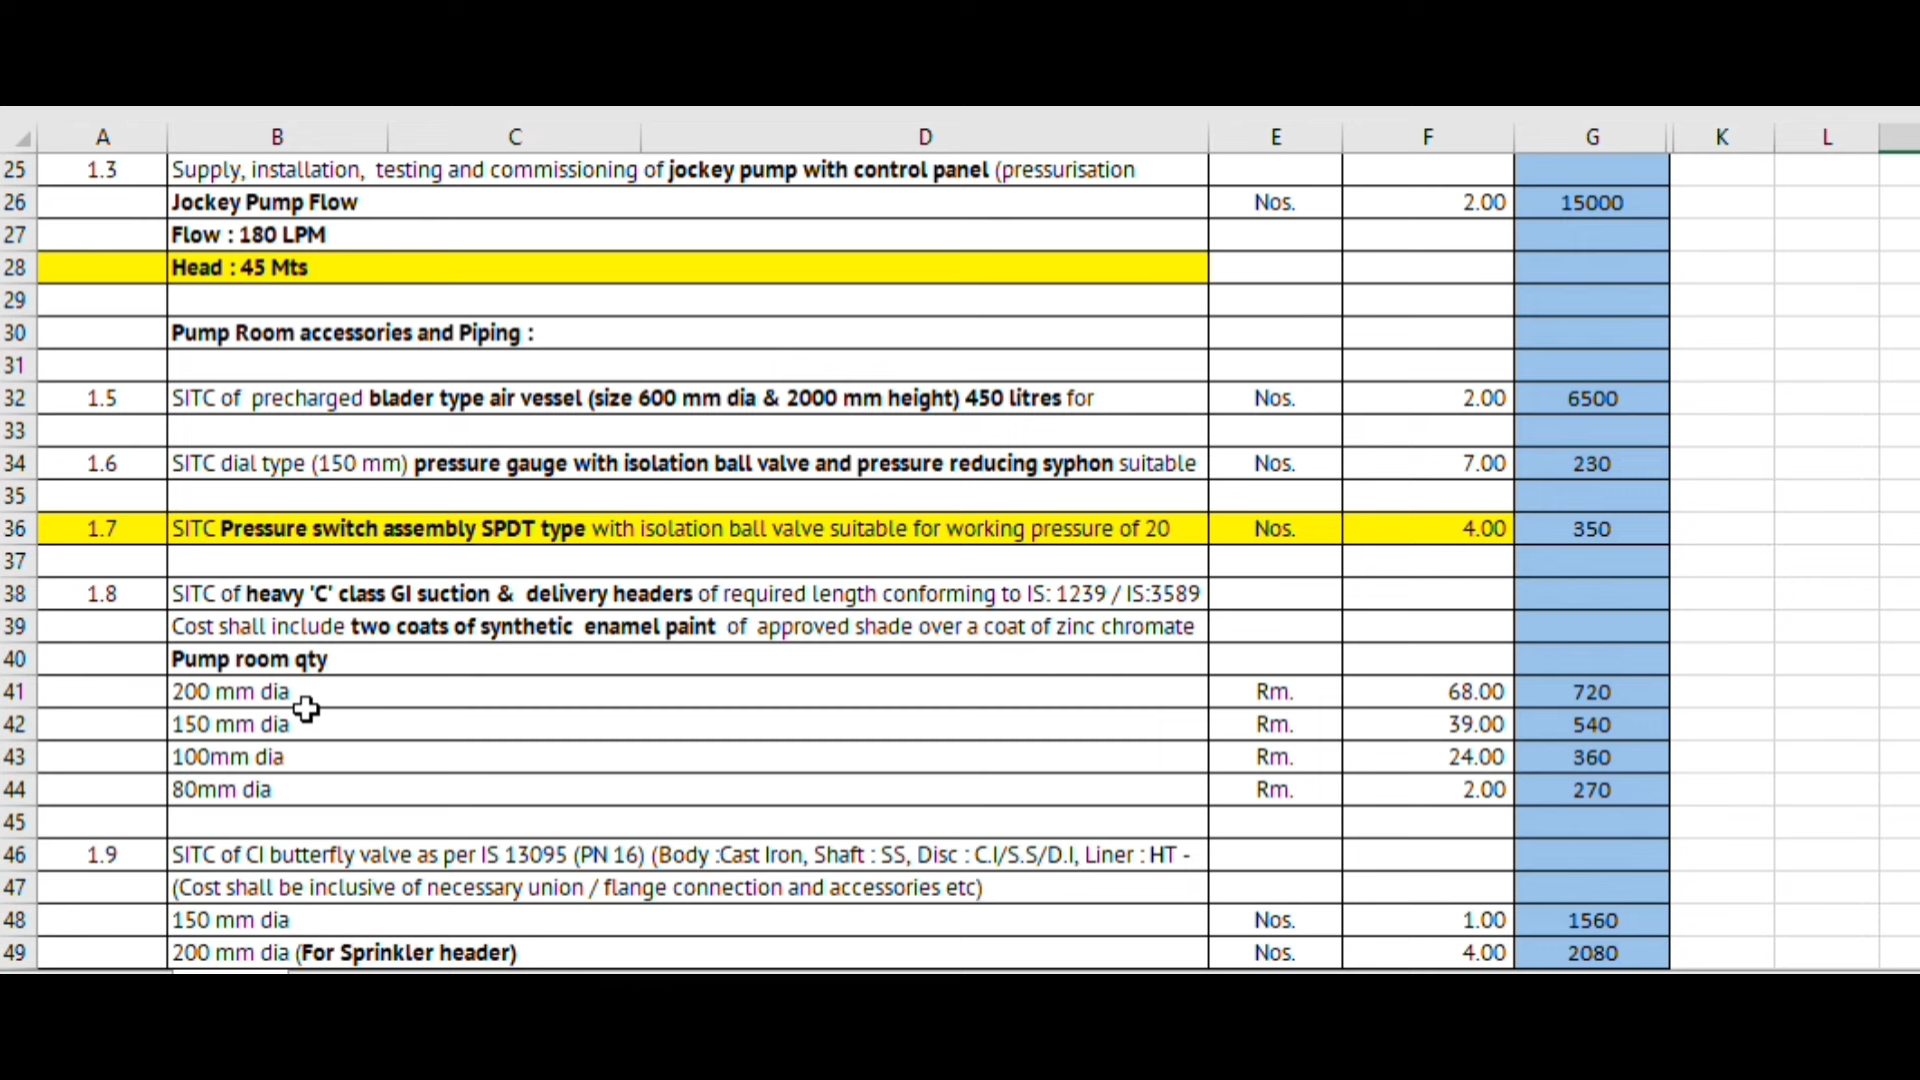 A B C D E F G K L
25 1.3 Supply, installation, testing and commissioning of jockey pump with control panel (pressurisation
26 Jockey Pump Flow Nos. 2.00 15000
27 Flow : 180 LPM
28 Head : 45 Mts
29
30 Pump Room accessories and Piping :
31
32 1.5 SITC of precharged blader type air vessel (size 600 mm dia & 2000 mm height) 450 litres for Nos. 2.00 6500
33
34 1.6 SITC dial type (150 mm) pressure gauge with isolation ball valve and pressure reducing syphon suitable Nos. 7.00 230
35
36 1.7 SITC Pressure switch assembly SPDT type with isolation ball valve suitable for working pressure of 20 Nos. 4.00 350
37
38 1.8 SITC of heavy 'C' class GI suction & delivery headers of required length conforming to IS: 1239 / IS:3589
39 Cost shall include two coats of synthetic enamel paint of approved shade over a coat of zinc chromate
40 Pump room qty
41 200 mm dia Rm. 68.00 720
42 150 mm dia Rm. 39.00 540
43 100mm dia Rm. 24.00 360
44 80mm dia Rm. 2.00 270
45
46 1.9 SITC of CI butterfly valve as per IS 13095 (PN 16) (Body :Cast Iron, Shaft : SS, Disc : C.I/S.S/D.I, Liner : HT -
47 (Cost shall be inclusive of necessary union / flange connection and accessories etc)
48 150 mm dia Nos. 1.00 1560
49 200 mm dia (For Sprinkler header) Nos. 4.00 2080